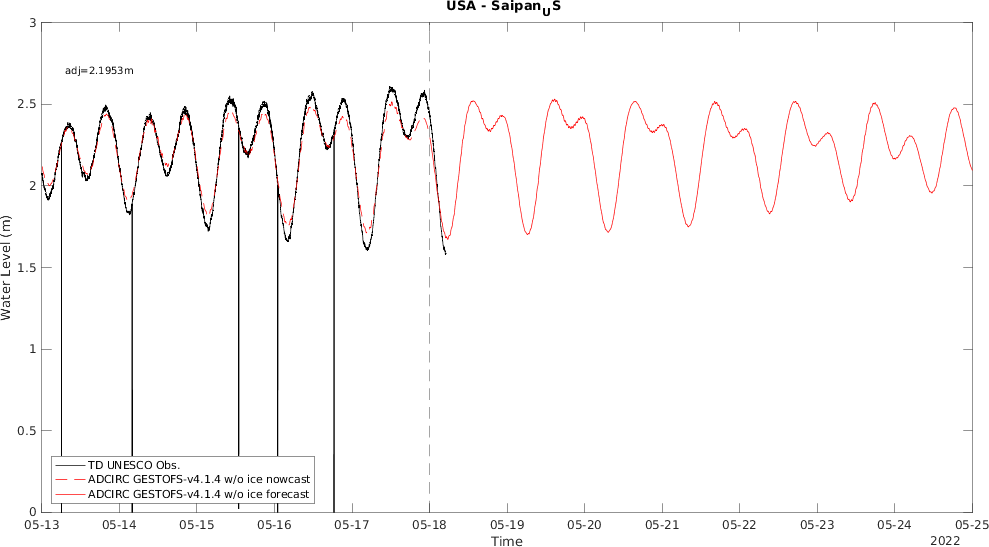 USA - SaipanUS
3
adj=2.1953m
2.5
2
1.5
1
0.5
0
Water Level (m)
TD UNESCO Obs.
ADCIRC GESTOFS-v4.1.4 w/o ice nowcast
ADCIRC GESTOFS-v4.1.4 w/o ice forecast
05-13 05-14 05-15 05-16 05-17 05-18 05-19 05-20 05-21 05-22 05-23 05-24 05-25
Time
2022